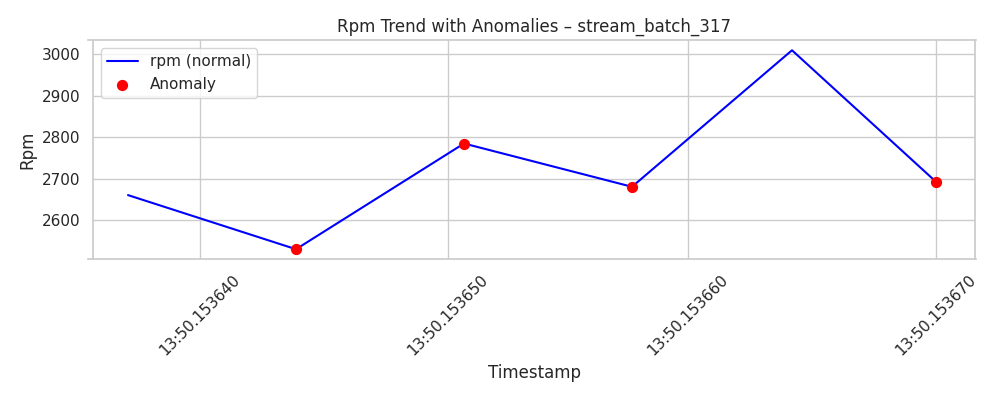 Rpm Trend with Anomalies – stream_batch_317
rpm (normal)
Anomaly
Rpm
3000
2900
2800
2700
2600
13:50.153640
13:50.153650
13:50.153660
13:50.153670
Timestamp